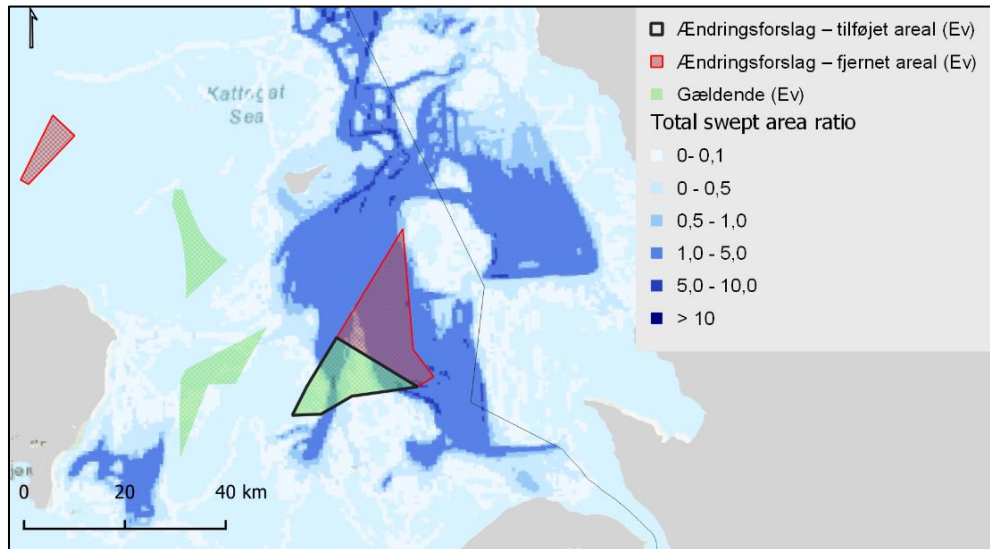 Kattegat
Sea
Ændringsforslag – tilføjet areal (Ev)
Ændringsforslag – fjernet areal (Ev)
Gældende (Ev)
Total swept area ratio
0- 0,1
0 - 0,5
0,5 - 1,0
1,0 - 5,0
5,0 - 10,0
> 10
0 20 40 km